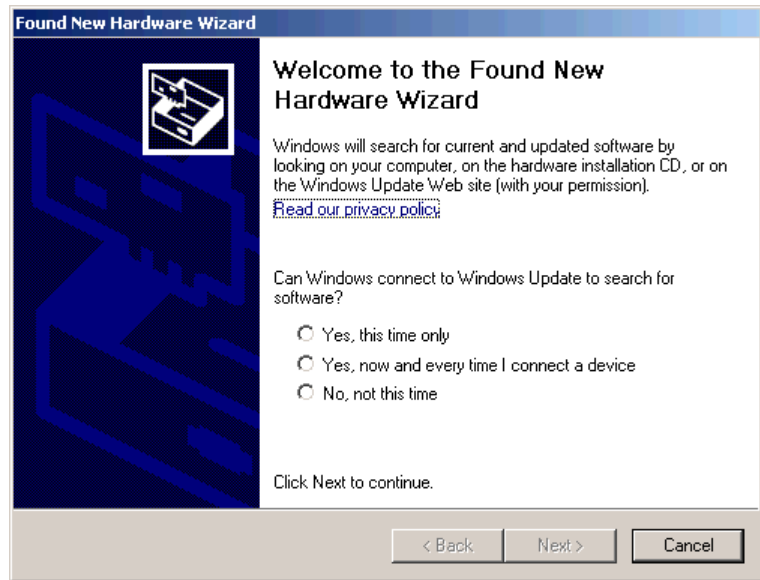 Found New Hardware Wizard
Welcome to the Found New
Hardware Wizard
Windows will search for current and updated software by
looking on your computer, on the hardware installation CD, or on
the Windows Update Web site (with your permission).
Read our privacy policy
Can Windows connect to Windows Update to search for
software?
Yes, this time only
Yes, now and every time I connect a device
No, not this time
Click Next to continue.
< Back
Next >
Cancel